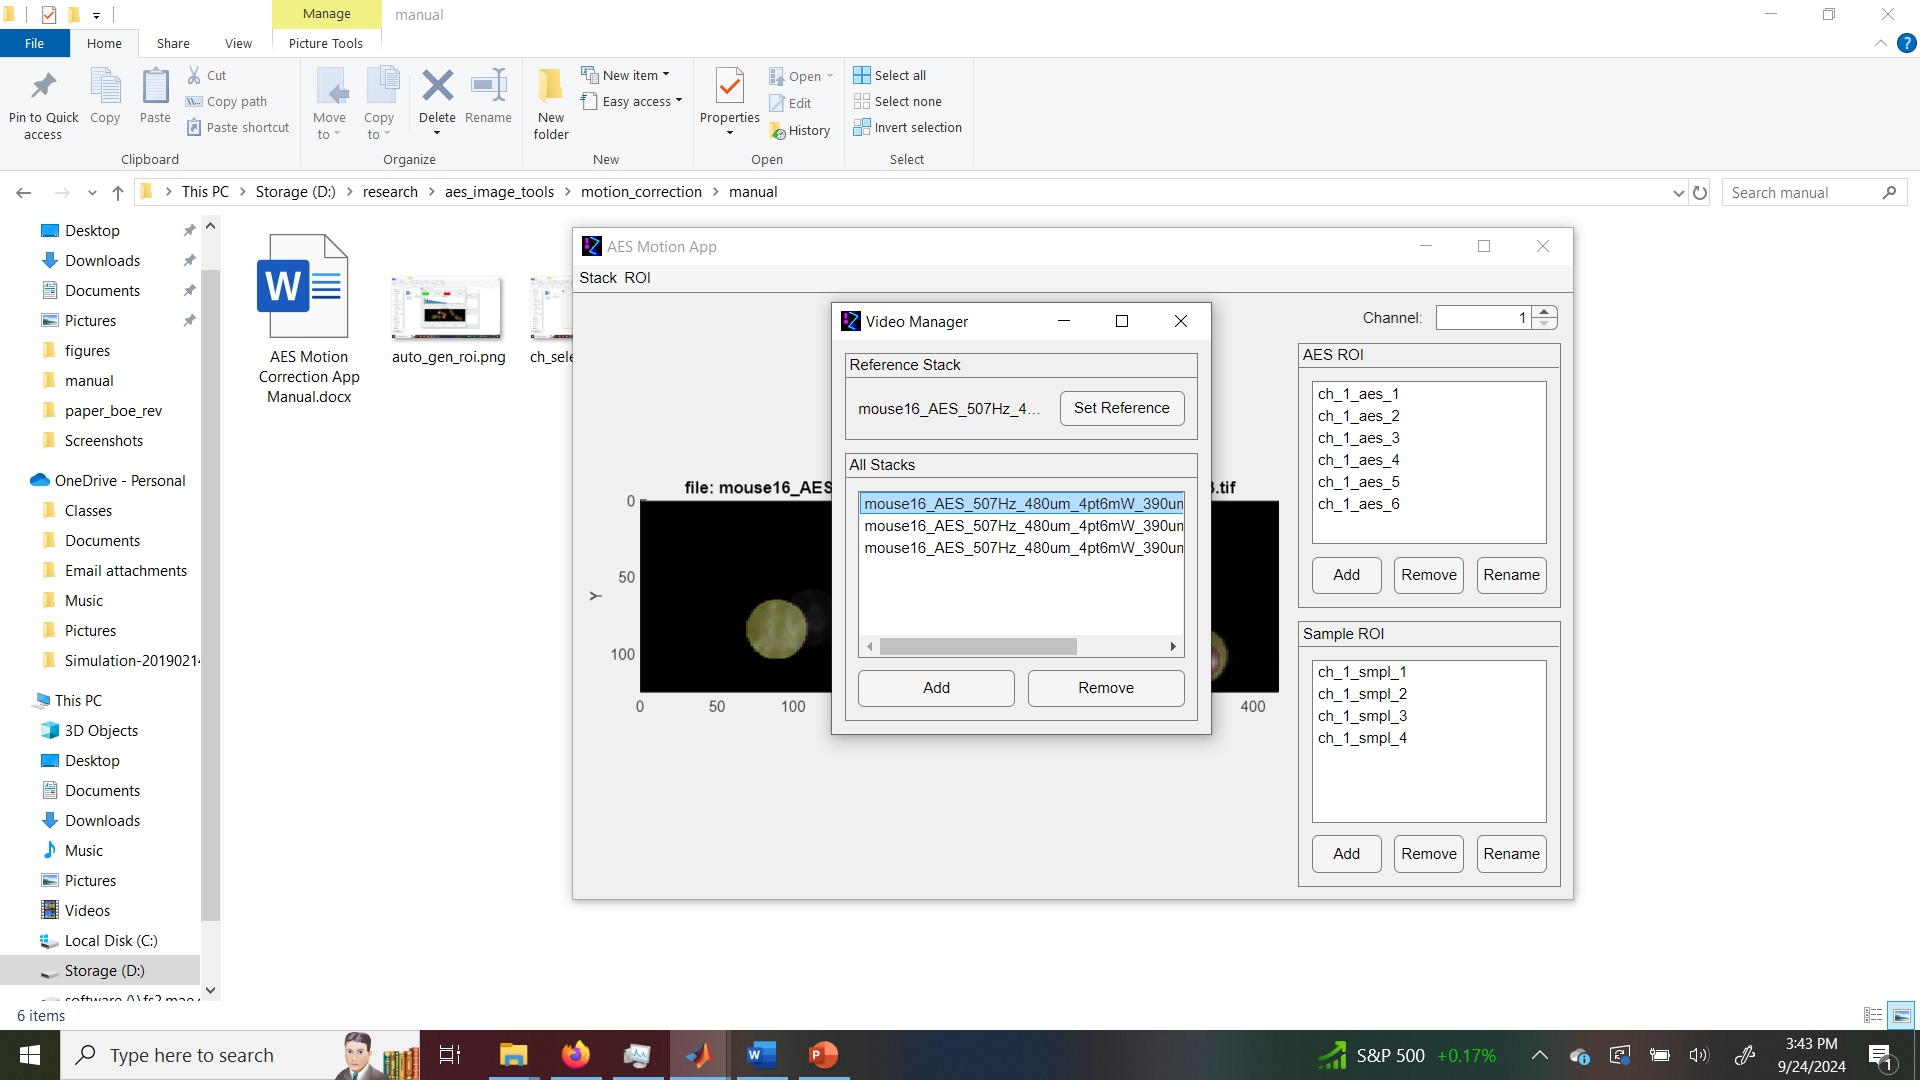 Manage
manual
File
Home
Share
View
Picture Tools
Pin to Quick access
Copy
Paste
Cut
Copy path
Paste shortcut
Clipboard
Move to
Copy to
Delete
Rename
Organize
New folder
New item
Easy access
New
Properties
Open
Edit
History
Open
Select all
Select none
Invert selection
Select
This PC > Storage (D:) > research > aes_image_tools > motion_correction > manual
Search manual
Desktop
Downloads
Documents
Pictures
figures
manual
paper_boe_rev
Screenshots
OneDrive - Personal
Classes
Documents
Email attachments
Music
Pictures
Simulation-20190214
This PC
3D Objects
Desktop
Documents
Downloads
Music
Pictures
Videos
Local Disk (C:)
Storage (D:)
6 items
AES Motion
Correction App
Manual.docx
auto_gen_roi.png
ch_sele
AES Motion App
Stack ROI
Channel: 1
AES ROI
ch_1_aes_1
ch_1_aes_2
ch_1_aes_3
ch_1_aes_4
ch_1_aes_5
ch_1_aes_6
Add Remove Rename
Sample ROI
ch_1_smpl_1
ch_1_smpl_2
ch_1_smpl_3
ch_1_smpl_4
Add Remove Rename
file: mouse16_AES
.tif
0
50
100
Y
0 50 100 400
Video Manager
Reference Stack
mouse16_AES_507Hz_4...
Set Reference
All Stacks
mouse16_AES_507Hz_480um_4pt6mW_390um
mouse16_AES_507Hz_480um_4pt6mW_390um
mouse16_AES_507Hz_480um_4pt6mW_390um
Add
Remove
Type here to search
S&P 500 +0.17%
3:43 PM
9/24/2024
1